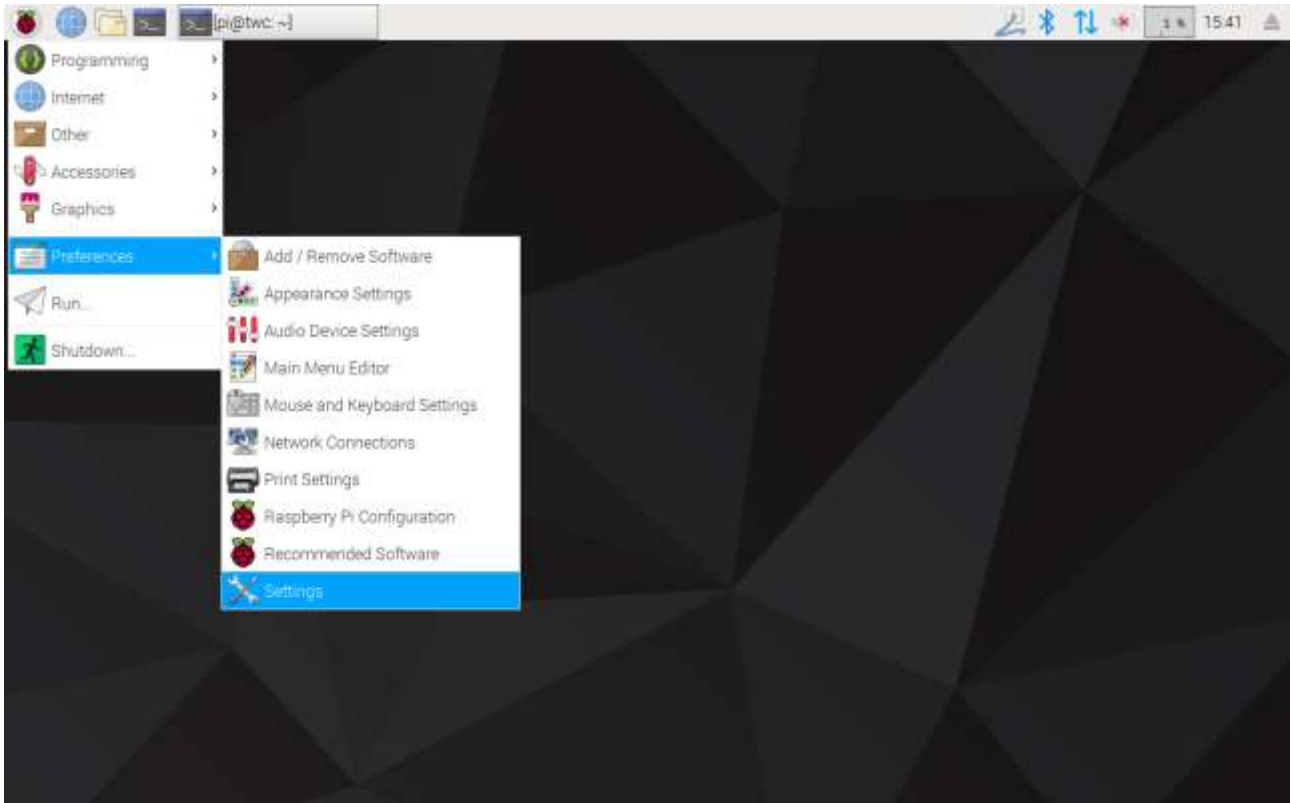 [pi@twc: ~]
1 %
15:41
Programming
Internet
Other
Accessories
Graphics
Preferences
Run...
Shutdown...
Add / Remove Software
Appearance Settings
Audio Device Settings
Main Menu Editor
Mouse and Keyboard Settings
Network Connections
Print Settings
Raspberry Pi Configuration
Recommended Software
Settings